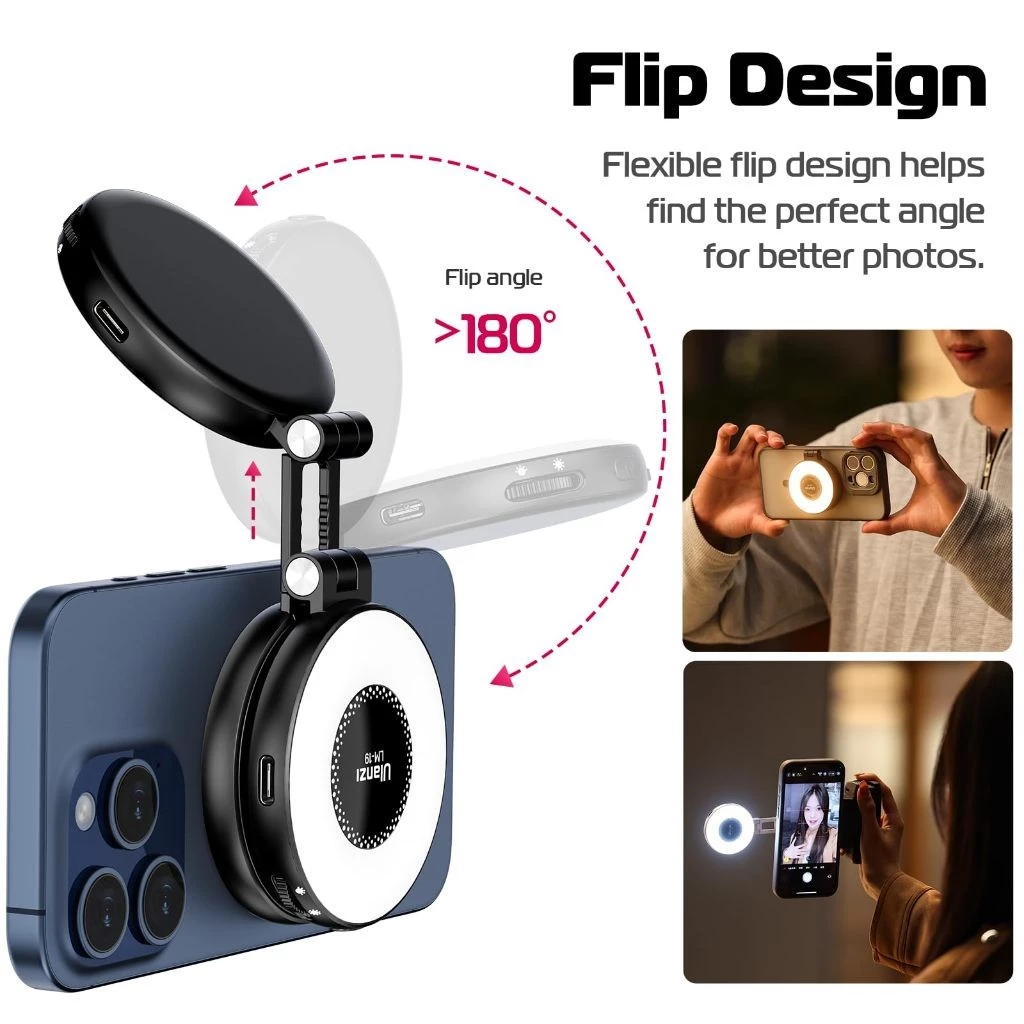 Flip Design
Flexible flip design helps
find the perfect angle
for better photos.
Flip angle
>180°
Ulanzi
LM-19